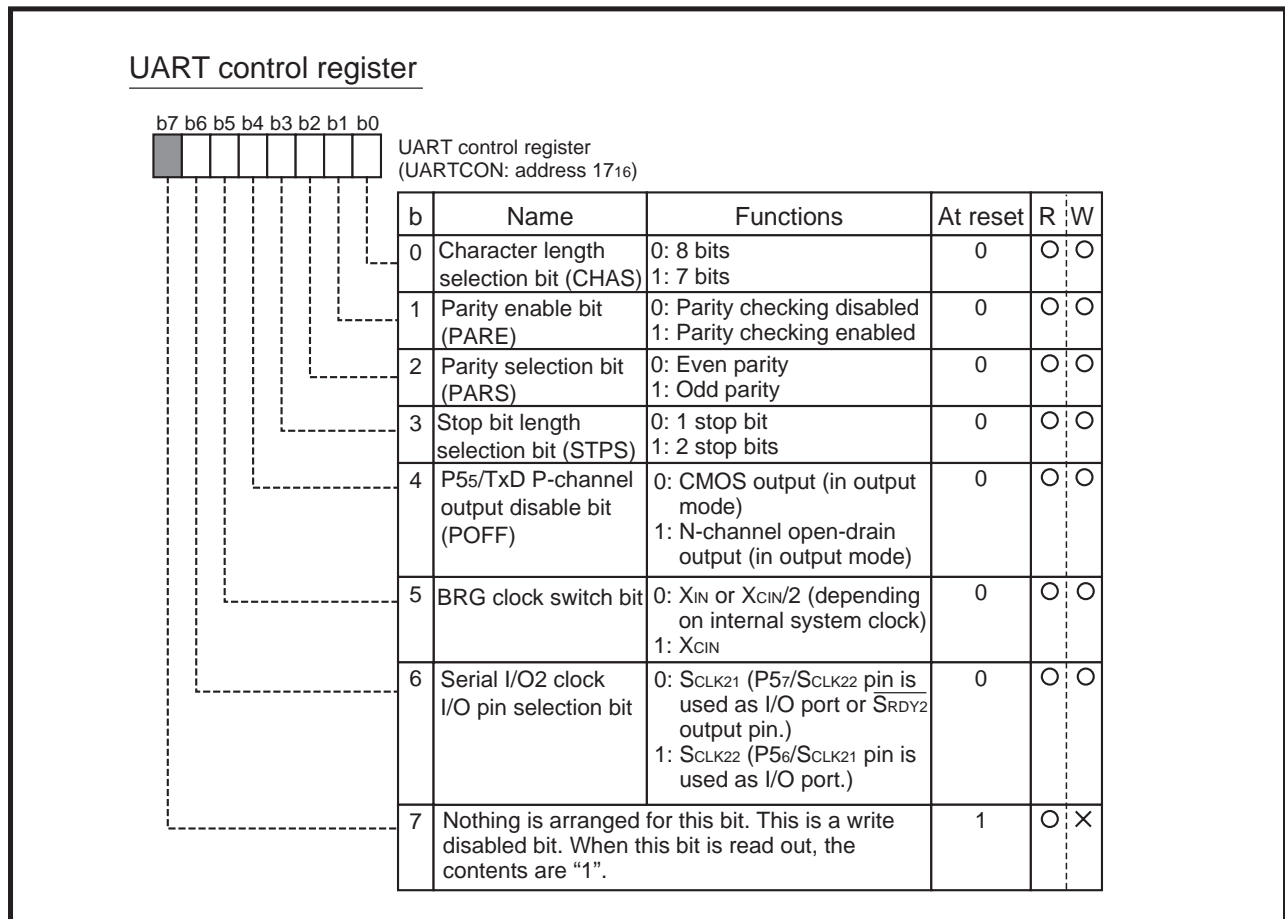 UART control register
b7 b6 b5 b4 b3 b2 b1 b0
UART control register
(UARTCON: address 1716)
b Name Functions At reset R W
0 Character length selection bit (CHAS) 0: 8 bits 1: 7 bits 0 O O
1 Parity enable bit (PARE) 0: Parity checking disabled 1: Parity checking enabled 0 O O
2 Parity selection bit (PARS) 0: Even parity 1: Odd parity 0 O O
3 Stop bit length selection bit (STPS) 0: 1 stop bit 1: 2 stop bits 0 O O
4 P55/TxD P-channel output disable bit (POFF) 0: CMOS output (in output mode) 1: N-channel open-drain output (in output mode) 0 O O
5 BRG clock switch bit 0: XIN or XCIN/2 (depending on internal system clock) 1: XCIN 0 O O
6 Serial I/O2 clock I/O pin selection bit 0: SCLK21 (P57/SCLK22 pin is used as I/O port or SRDY2 output pin.) 1: SCLK22 (P56/SCLK21 pin is used as I/O port.) 0 O O
7 Nothing is arranged for this bit. This is a write disabled bit. When this bit is read out, the contents are “1”. 1 O ×